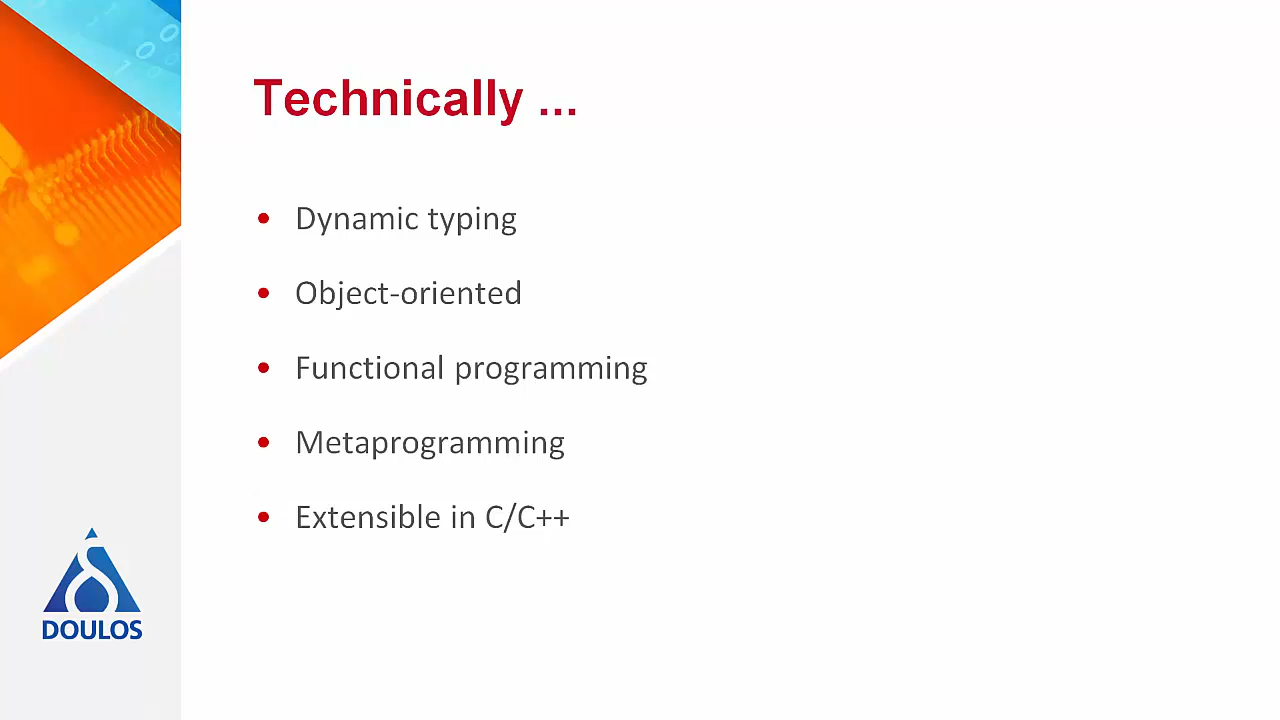 Technically ...
• Dynamic typing
• Object-oriented
• Functional programming
• Metaprogramming
• Extensible in C/C++
DOULOS